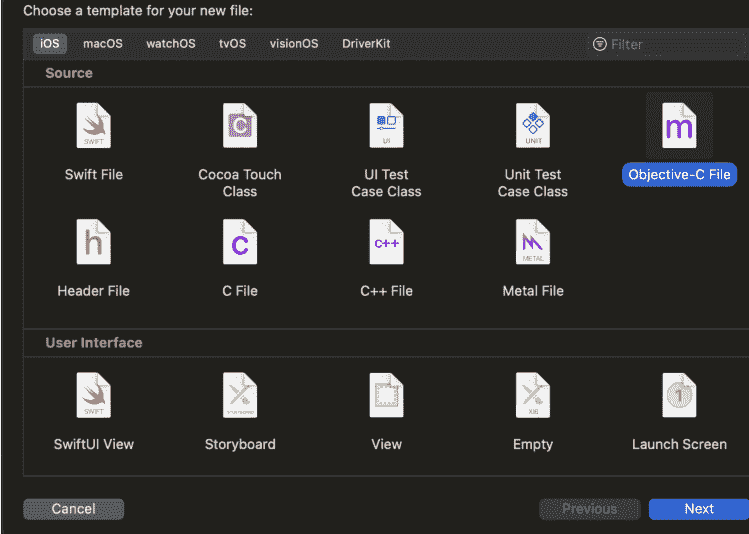 Choose a template for your new file:
iOS macOS watchOS tvOS visionOS DriverKit Filter
Source
SWIFT UI UNIT m
Swift File Cocoa Touch Class UI Test Case Class Unit Test Case Class Objective-C File
h C C++ METAL
Header File C File C++ File Metal File
User Interface
SWIFT XIB 1
SwiftUI View Storyboard View Empty Launch Screen
Cancel Previous Next